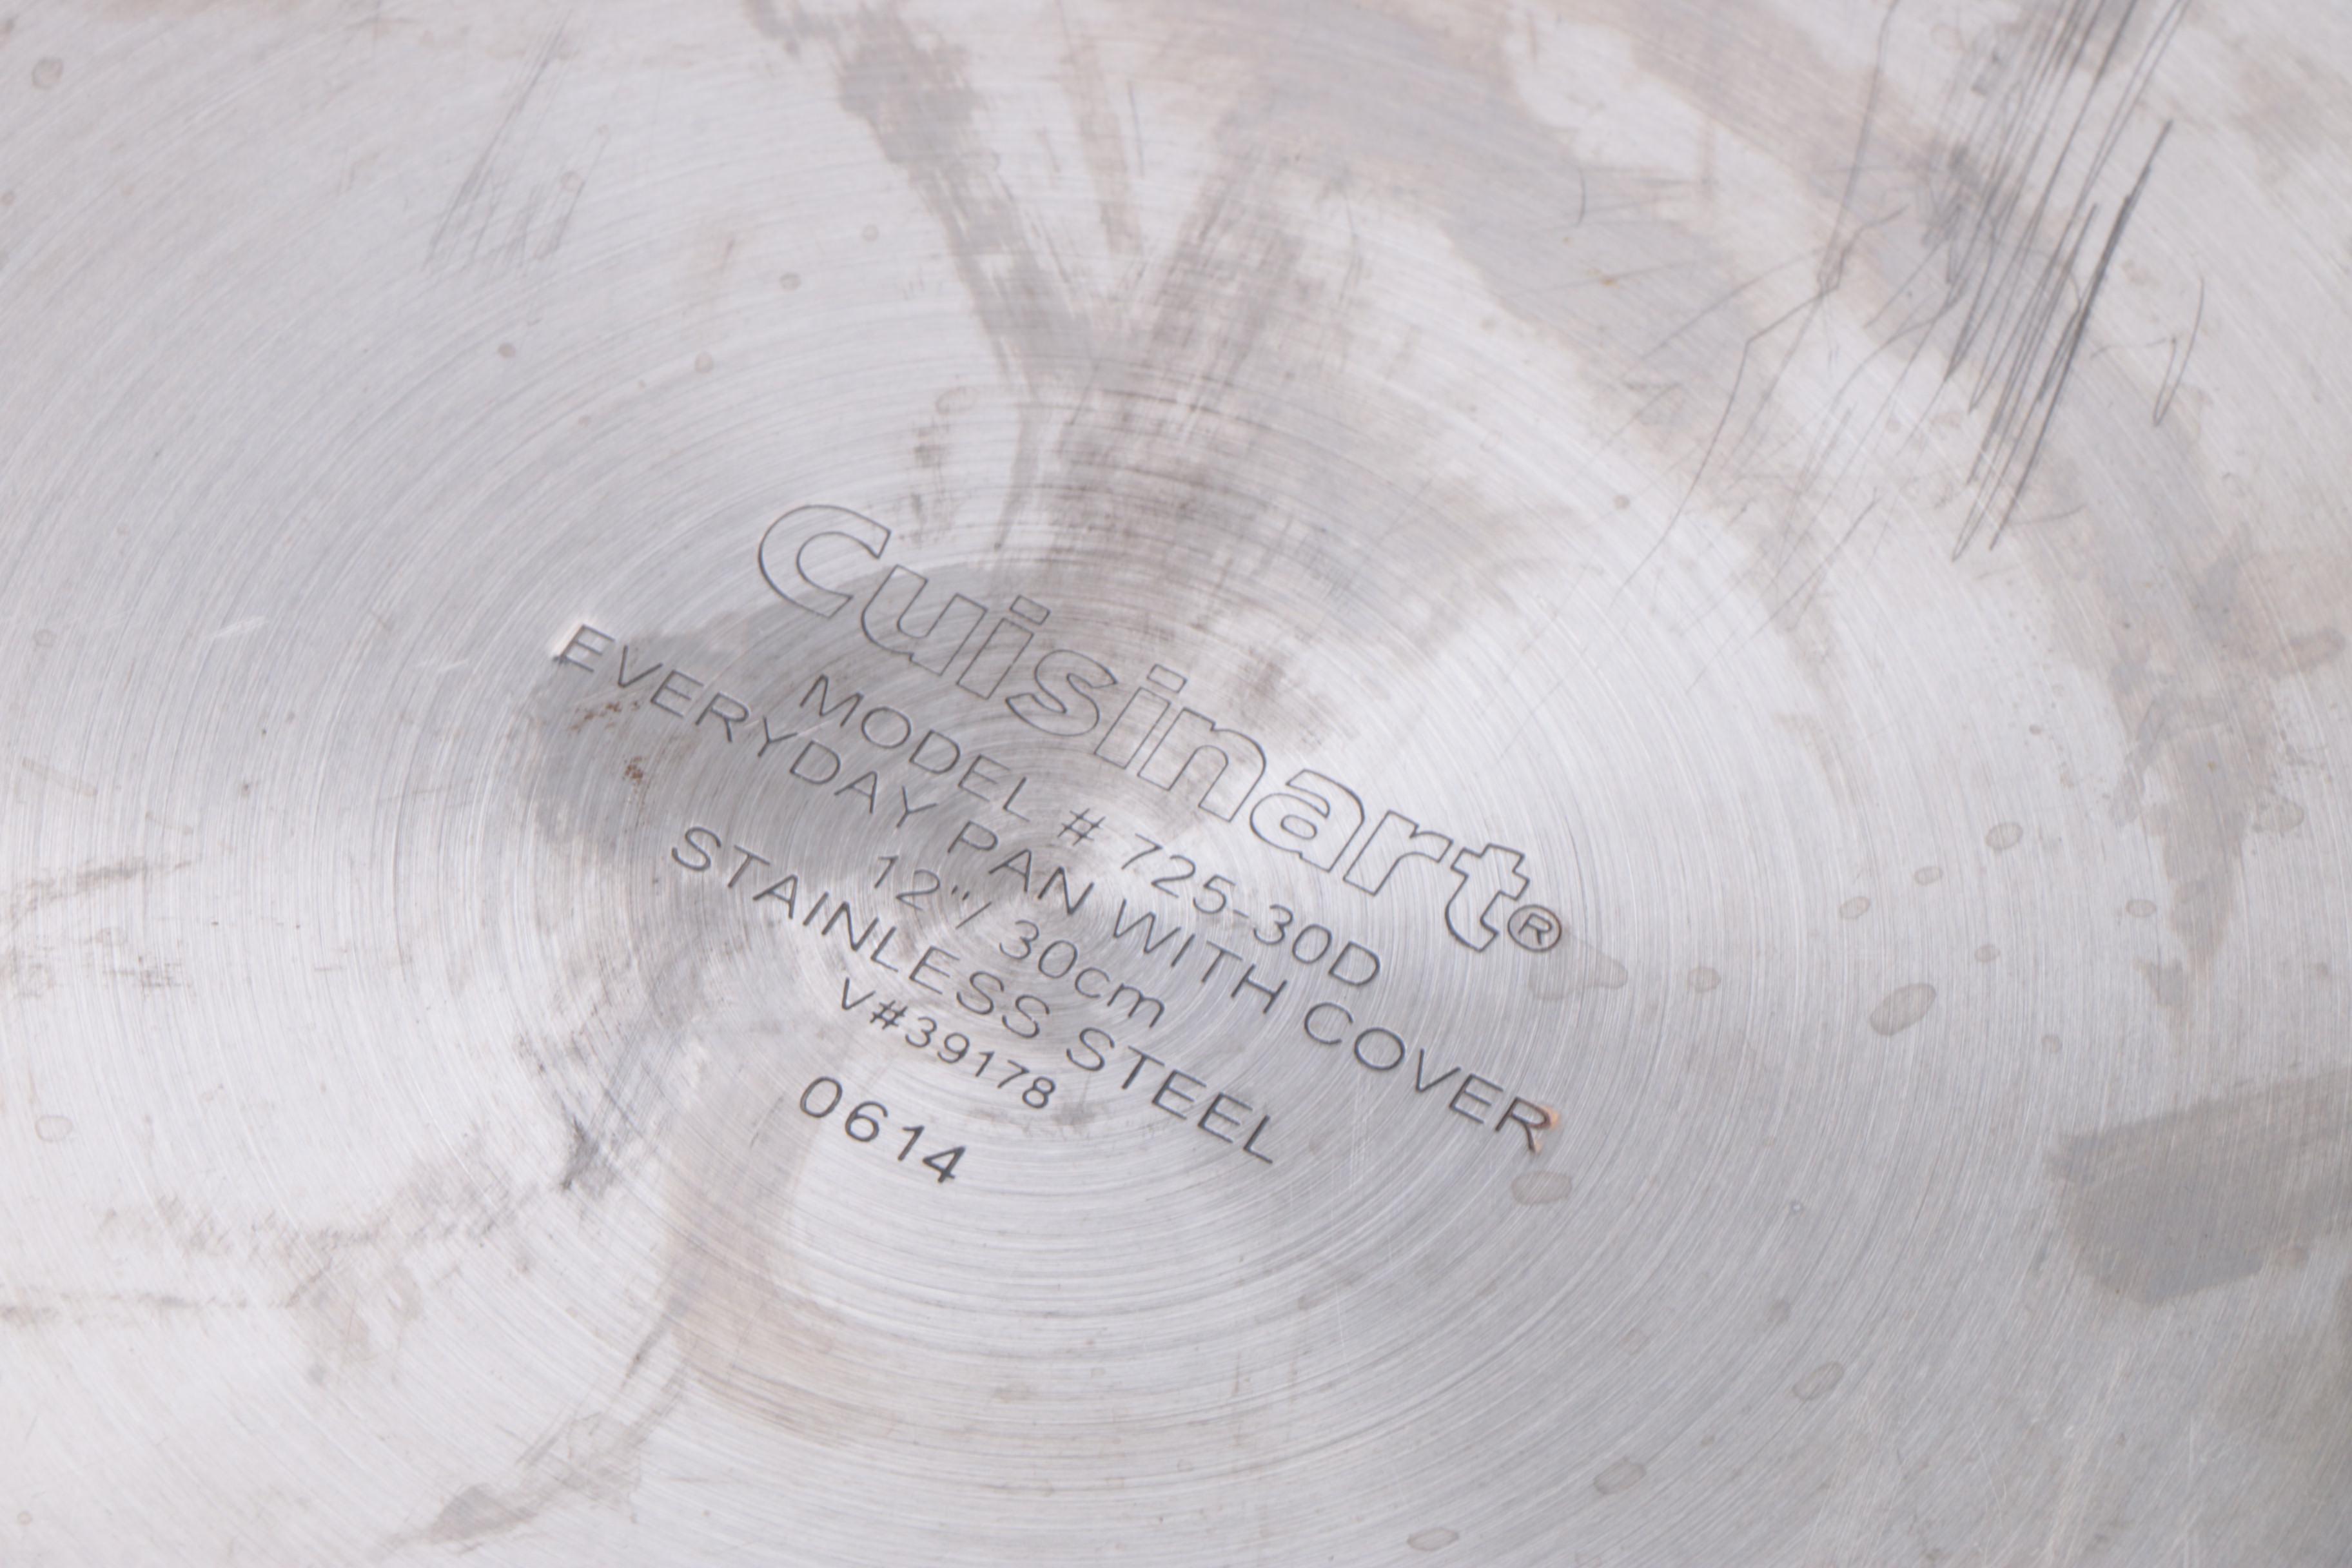 Cuisinart®
MODEL # 725-30D
EVERYDAY PAN WITH COVER
12"/ 30cm
STAINLESS STEEL
V#39178
0614